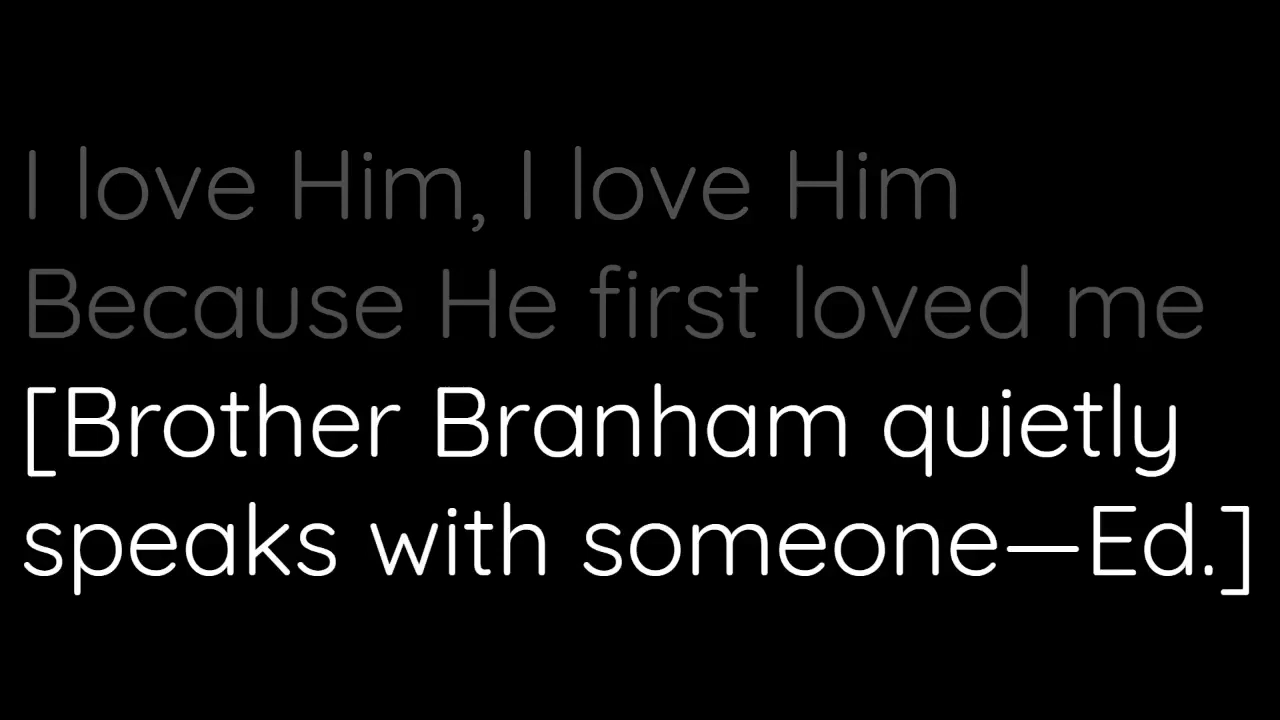 I love Him, I love Him
Because He first loved me
[Brother Branham quietly
speaks with someone—Ed.]